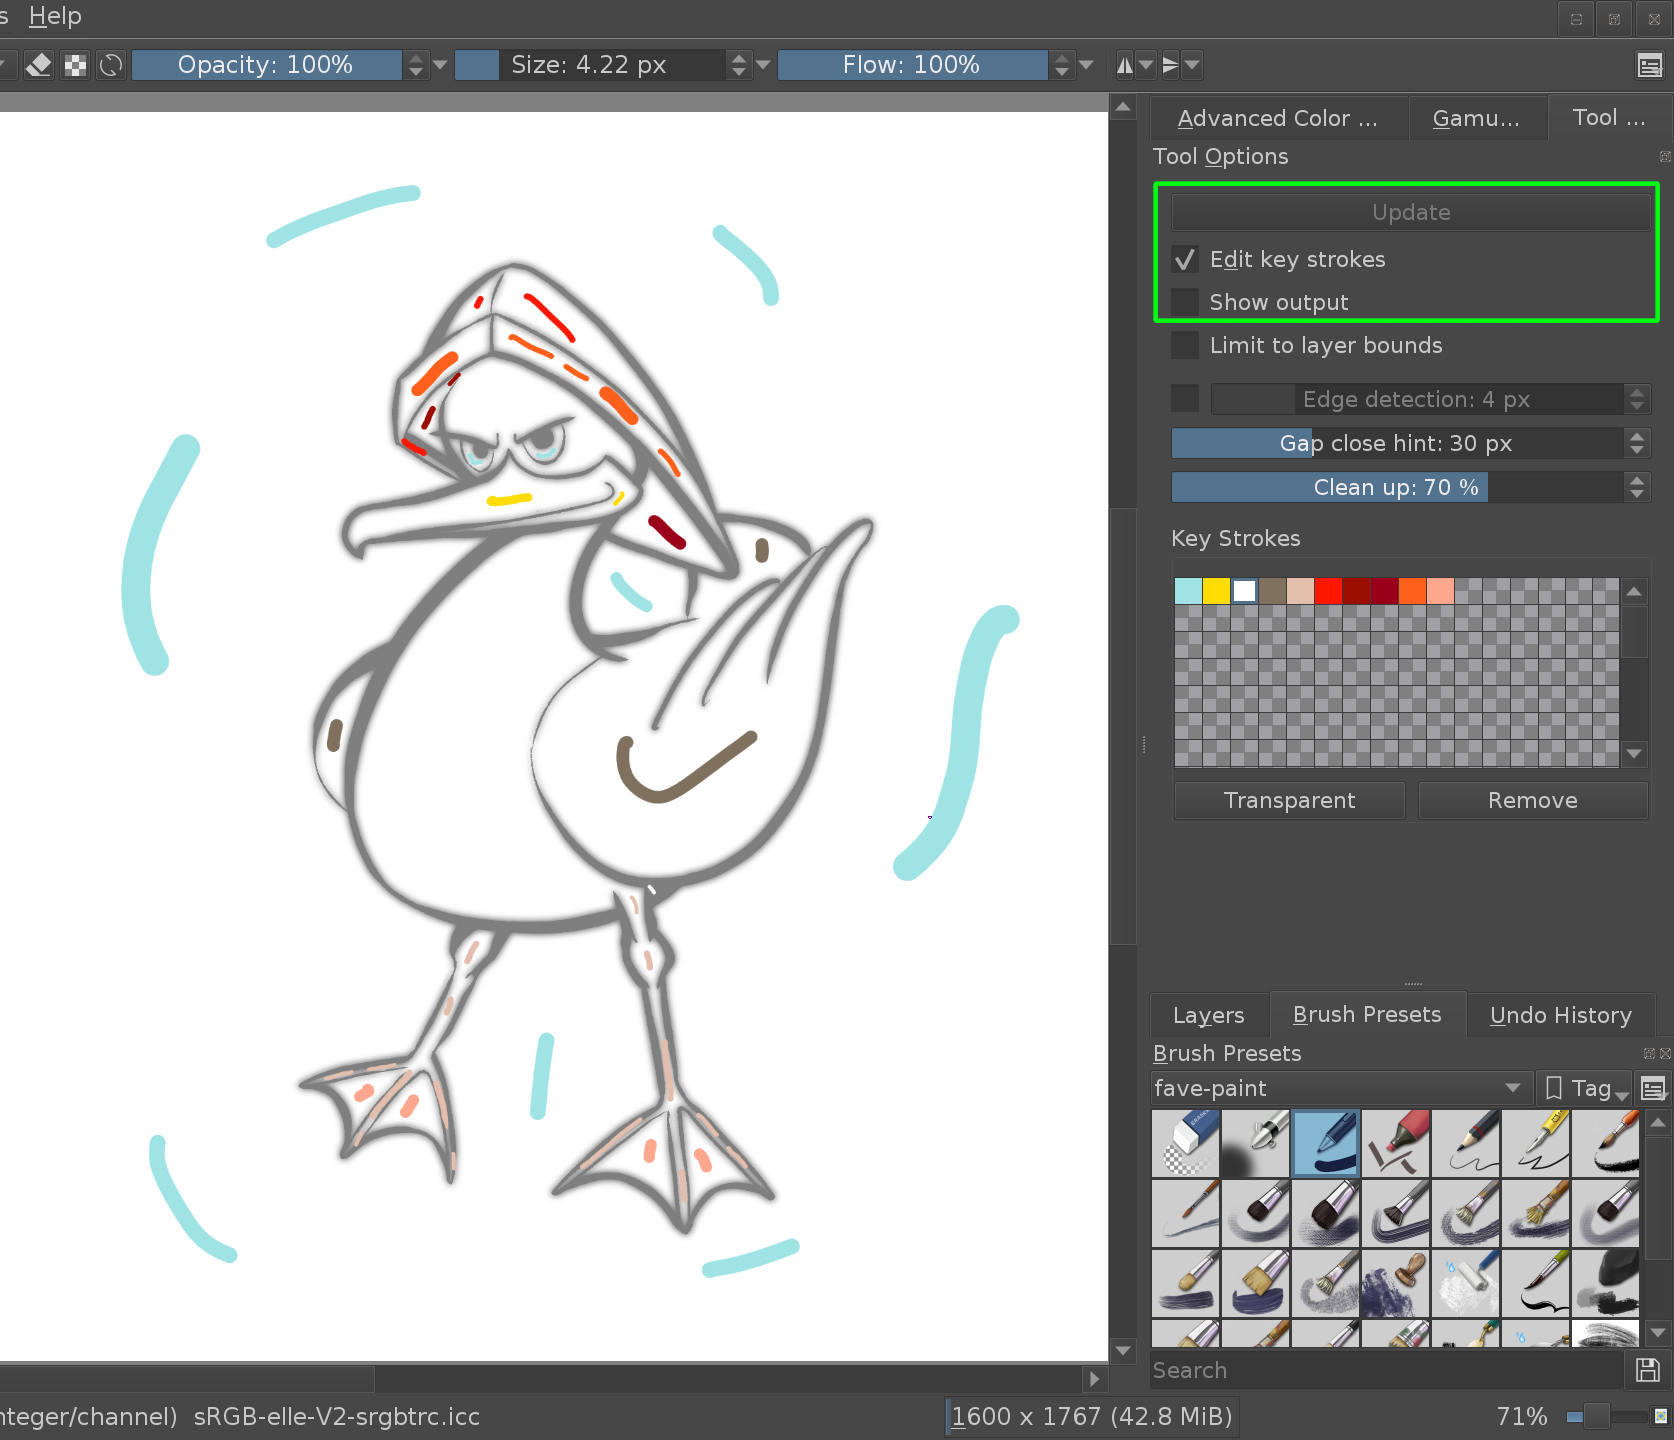 s Help
Opacity: 100%
Size: 4.22 px
Flow: 100%
Advanced Color ...
Gamu...
Tool ...
Tool Options
Update
Edit key strokes
Show output
Limit to layer bounds
Edge detection: 4 px
Gap close hint: 30 px
Clean up: 70 %
Key Strokes
Transparent
Remove
Layers
Brush Presets
Undo History
Brush Presets
fave-paint
Tag
Search
nteger/channel) sRGB-elle-V2-srgbtrc.icc
1600 x 1767 (42.8 MiB)
71%